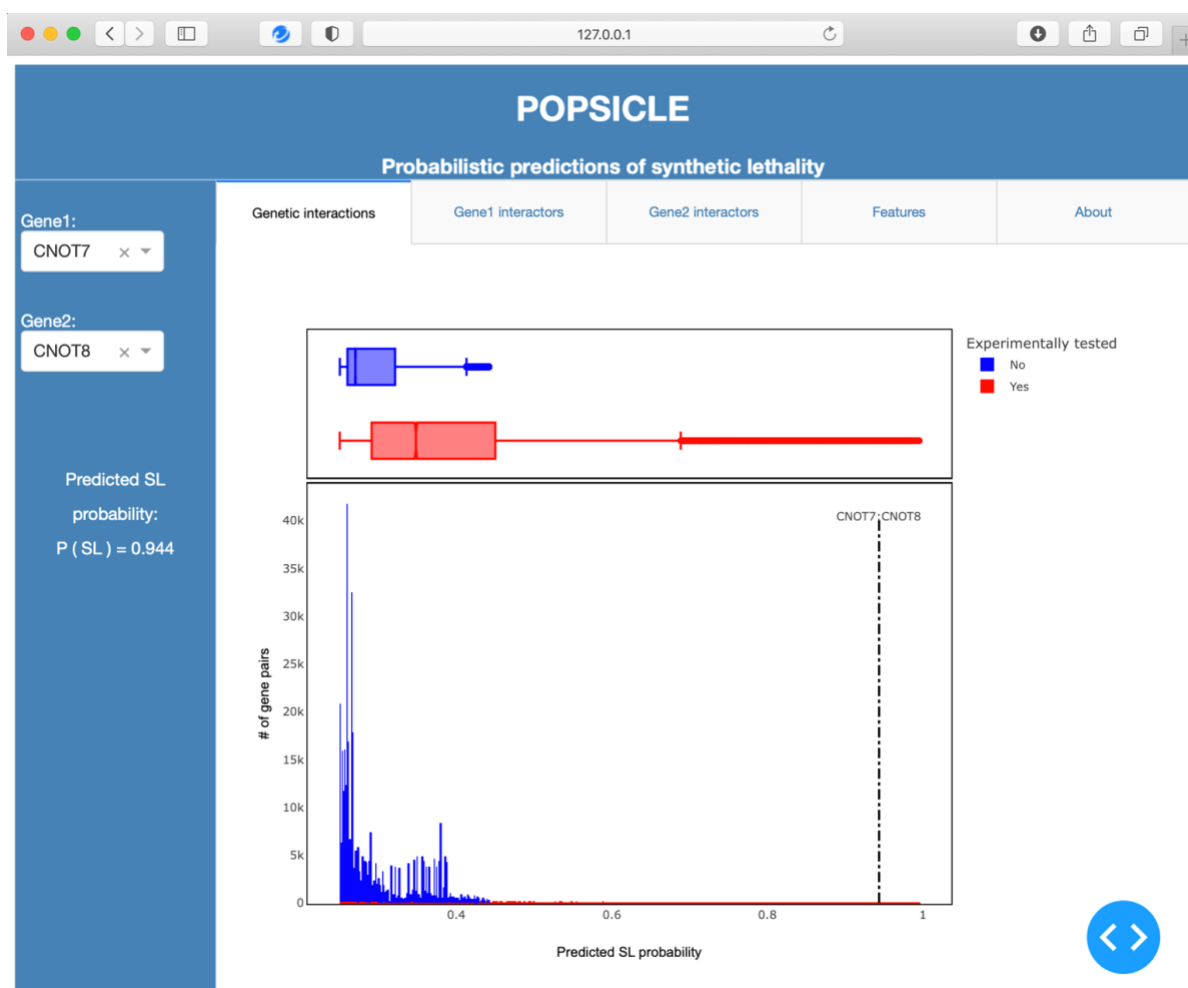 127.0.0.1
POPSICLE
Probabilistic predictions of synthetic lethality
Gene1:
CNOT7
Gene2:
CNOT8
Predicted SL
probability:
P ( SL ) = 0.944
Genetic interactions
Gene1 interactors
Gene2 interactors
Features
About
Experimentally tested
No
Yes
CNOT7;CNOT8
# of gene pairs
40k
35k
30k
25k
20k
15k
10k
5k
0
0.4
0.6
0.8
1
Predicted SL probability